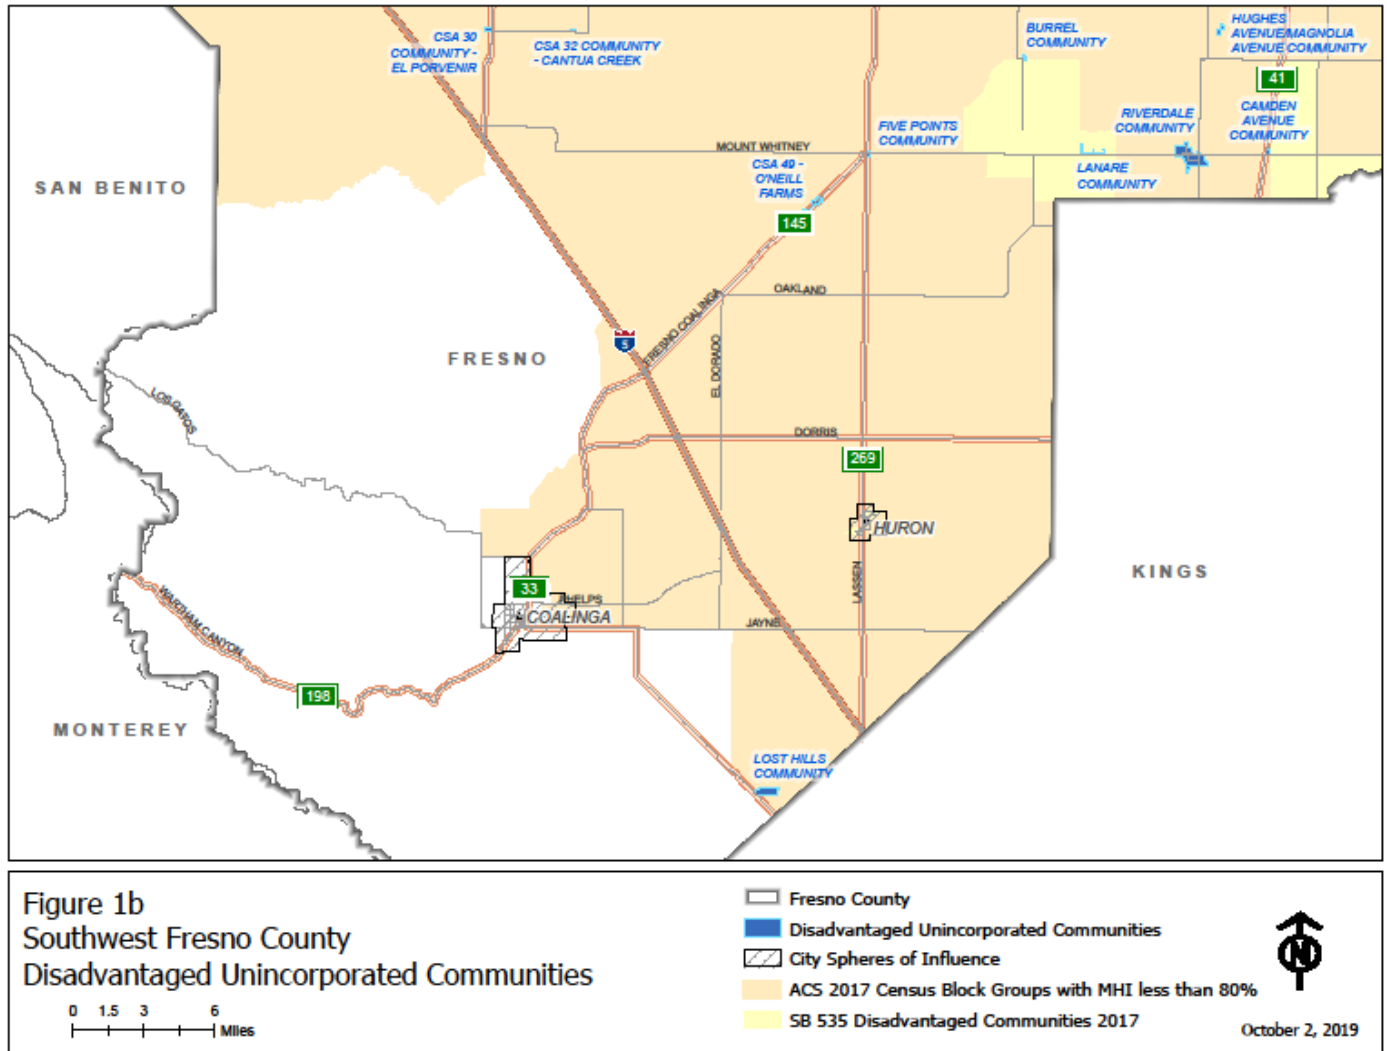 CSA 30
COMMUNITY -
EL PORVENIR
CSA 32 COMMUNITY
- CANTUA CREEK
BURREL
COMMUNITY
HUGHES
AVENUE/MAGNOLIA
AVENUE COMMUNITY
41
RIVERDALE
COMMUNITY
CAMDEN
AVENUE
COMMUNITY
FIVE POINTS
COMMUNITY
MOUNT WHITNEY
CSA 49 -
O'NEILL
FARMS
LANARE
COMMUNITY
SAN BENITO
145
OAKLAND
FRESNO COALINGA
5
FRESNO
EL DORADO
LOS GATOS
DORRIS
269
HURON
KINGS
LASSEN
33
PHELPS
COALINGA
JAYNE
WARTHAM CANYON
198
MONTEREY
LOST HILLS
COMMUNITY
Figure 1b
Southwest Fresno County
Disadvantaged Unincorporated Communities
0 1.5 3 6
Miles
Fresno County
Disadvantaged Unincorporated Communities
City Spheres of Influence
ACS 2017 Census Block Groups with MHI less than 80%
SB 535 Disadvantaged Communities 2017
N
October 2, 2019